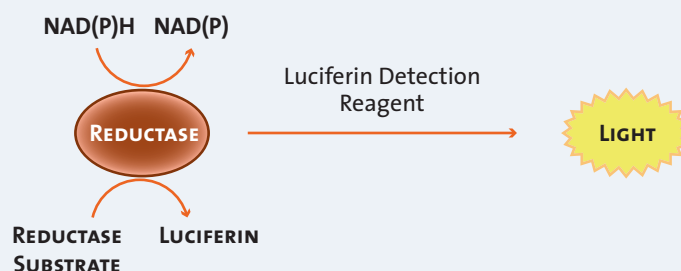 NAD(P)H NAD(P)
Luciferin Detection
Reagent
REDUCTASE
LIGHT
REDUCTASE LUCIFERIN
SUBSTRATE